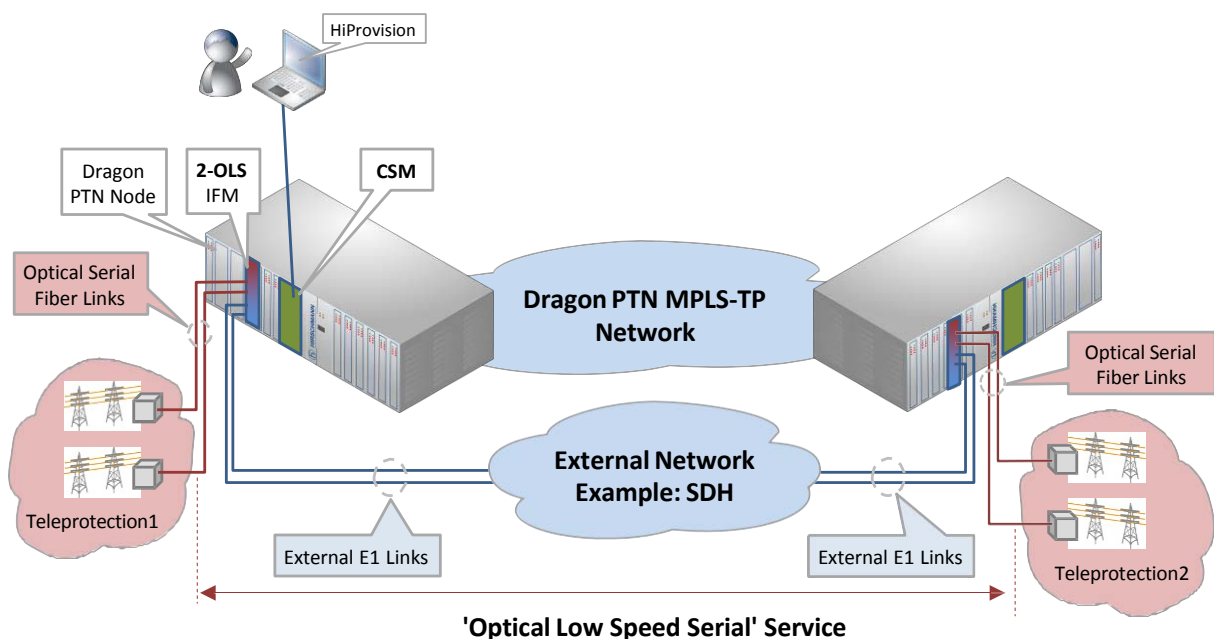 HiProvision
Dragon
PTN Node
2-OLS
IFM
CSM
Optical Serial
Fiber Links
HIRSCHMANN
Dragon PTN MPLS-TP
Network
HIRSCHMANN
Optical Serial
Fiber Links
External Network
Example: SDH
Teleprotection1
External E1 Links
External E1 Links
Teleprotection2
'Optical Low Speed Serial' Service